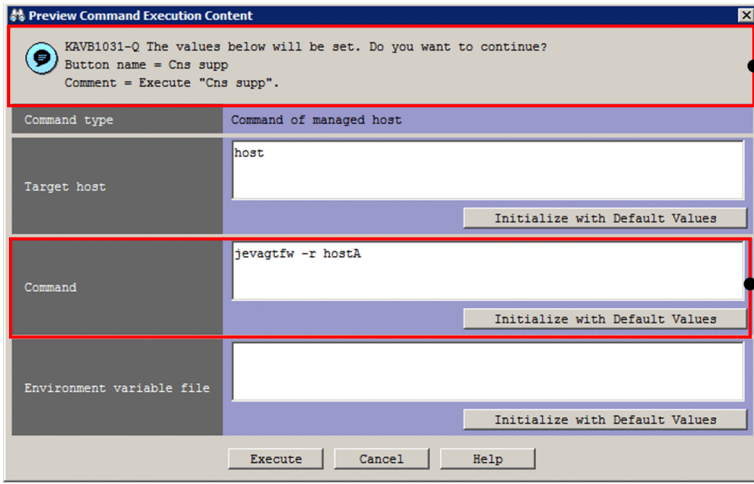 Preview Command Execution Content
KAVB1031-Q The values below will be set. Do you want to continue?
Button name = Cns supp
Comment = Execute "Cns supp".
Command type
Command of managed host
Target host
host
Initialize with Default Values
Command
jevagtfw -r hostA
Initialize with Default Values
Environment variable file
Initialize with Default Values
Execute
Cancel
Help